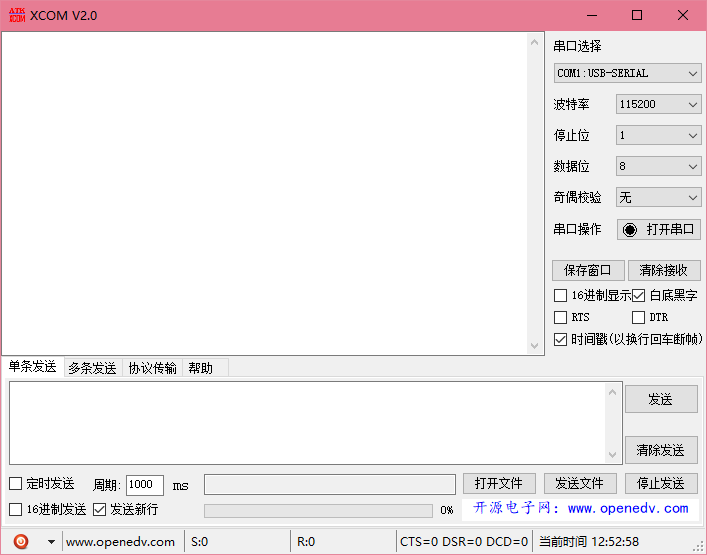 ATK XCOM XCOM V2.0
串口选择
COM1:USB-SERIAL
波特率 115200
停止位 1
数据位 8
奇偶校验 无
串口操作 打开串口
保存窗口 清除接收
16进制显示 白底黑字
RTS DTR
时间戳(以换行回车断帧)
单条发送 多条发送 协议传输 帮助
发送
清除发送
定时发送 周期: 1000 ms 打开文件 发送文件 停止发送
16进制发送 发送新行 0% 开源电子网: www.openedv.com
www.openedv.com S:0 R:0 CTS=0 DSR=0 DCD=0 当前时间 12:52:58